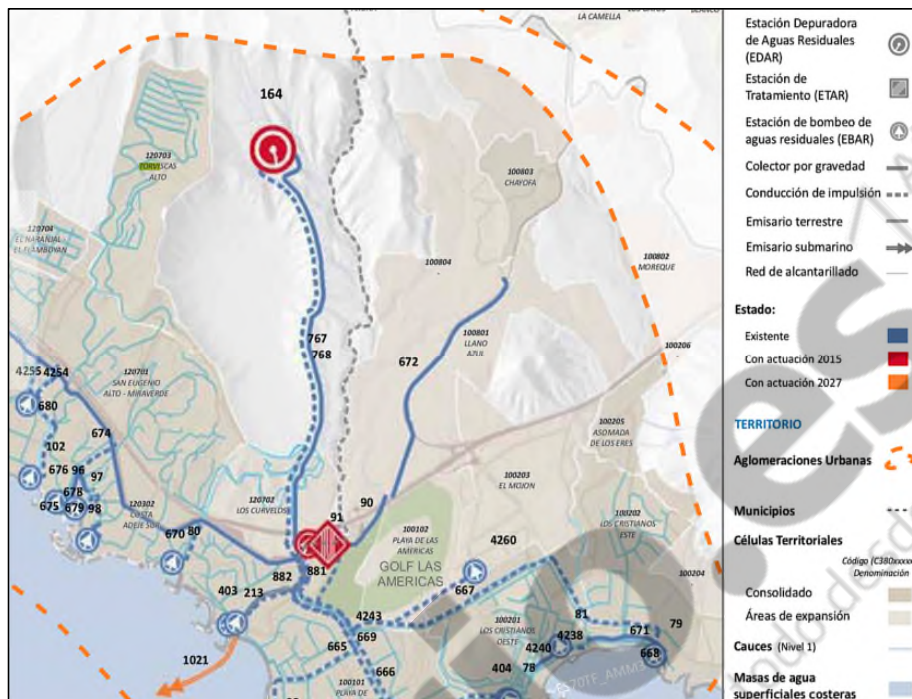 LA CAMELLA
164
120703
TORVISCAS
ALTO
100803
CHAYOFA
120704
EL NARANJAL
EL FLAMBOYAN
100804
100802
MOREQUE
767
768
100801
LLANO
AZUL
672
100206
4255 4254
120701
SAN EUGENIO
ALTO - MIRAVERDE
680
674
102
100205
ASOMADA
DE LOS ERES
676 96
97
678
675 679 98
120302
COSTA
ADEJE SUR
120702
LOS CURVELOS
91
90
100203
EL MOJON
100202
LOS CRISTIANOS
ESTE
670 80
100102
PLAYA DE LAS
AMERICAS
GOLF LAS
AMERICAS
4260
882 881
667
100204
403 213
4243
669
665
100201
LOS CRISTIANOS
OESTE
81
4238
4240
671
79
668
1021
666
404 78
100101
PLAYA DE
70TF_AMM3
Estación Depuradora
de Aguas Residuales
(EDAR)
Estación de
Tratamiento (ETAR)
Estación de bombeo de
aguas residuales (EBAR)
Colector por gravedad
Conducción de impulsión
Emisario terrestre
Emisario submarino
Red de alcantarillado
Estado:
Existente
Con actuación 2015
Con actuación 2027
TERRITORIO
Aglomeraciones Urbanas
Municipios
Células Territoriales
Código (C380xxxxx
Denominación
Consolidado
Áreas de expansión
Cauces (Nivel 1)
Masas de agua
superficiales costeras